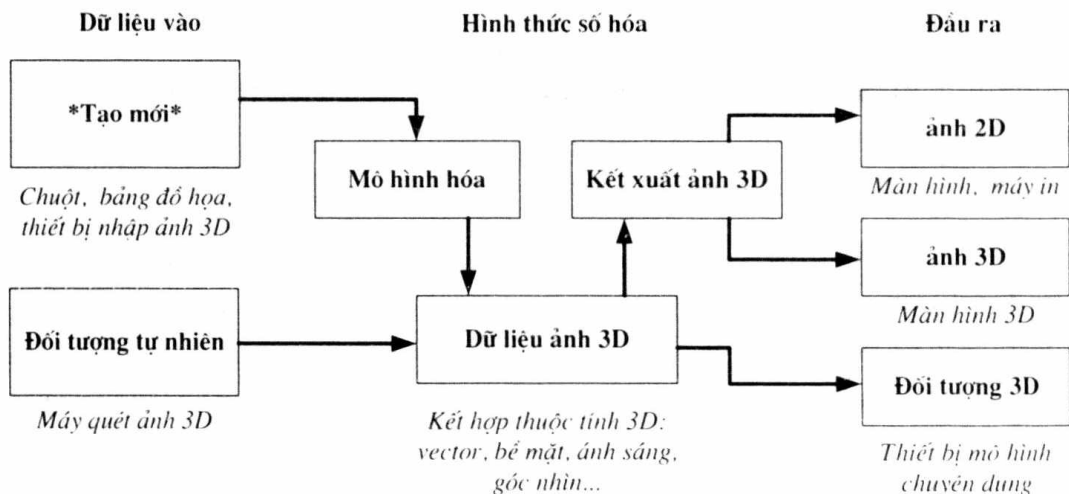 Dữ liệu vào
Hình thức số hóa
Đầu ra
*Tạo mới*
Chuột, bảng đồ họa,
thiết bị nhập ảnh 3D
Mô hình hóa
Kết xuất ảnh 3D
ảnh 2D
Màn hình, máy in
ảnh 3D
Màn hình 3D
Đối tượng tự nhiên
Máy quét ảnh 3D
Dữ liệu ảnh 3D
Kết hợp thuộc tính 3D:
vector, bề mặt, ánh sáng,
góc nhìn...
Đối tượng 3D
Thiết bị mô hình
chuyên dung